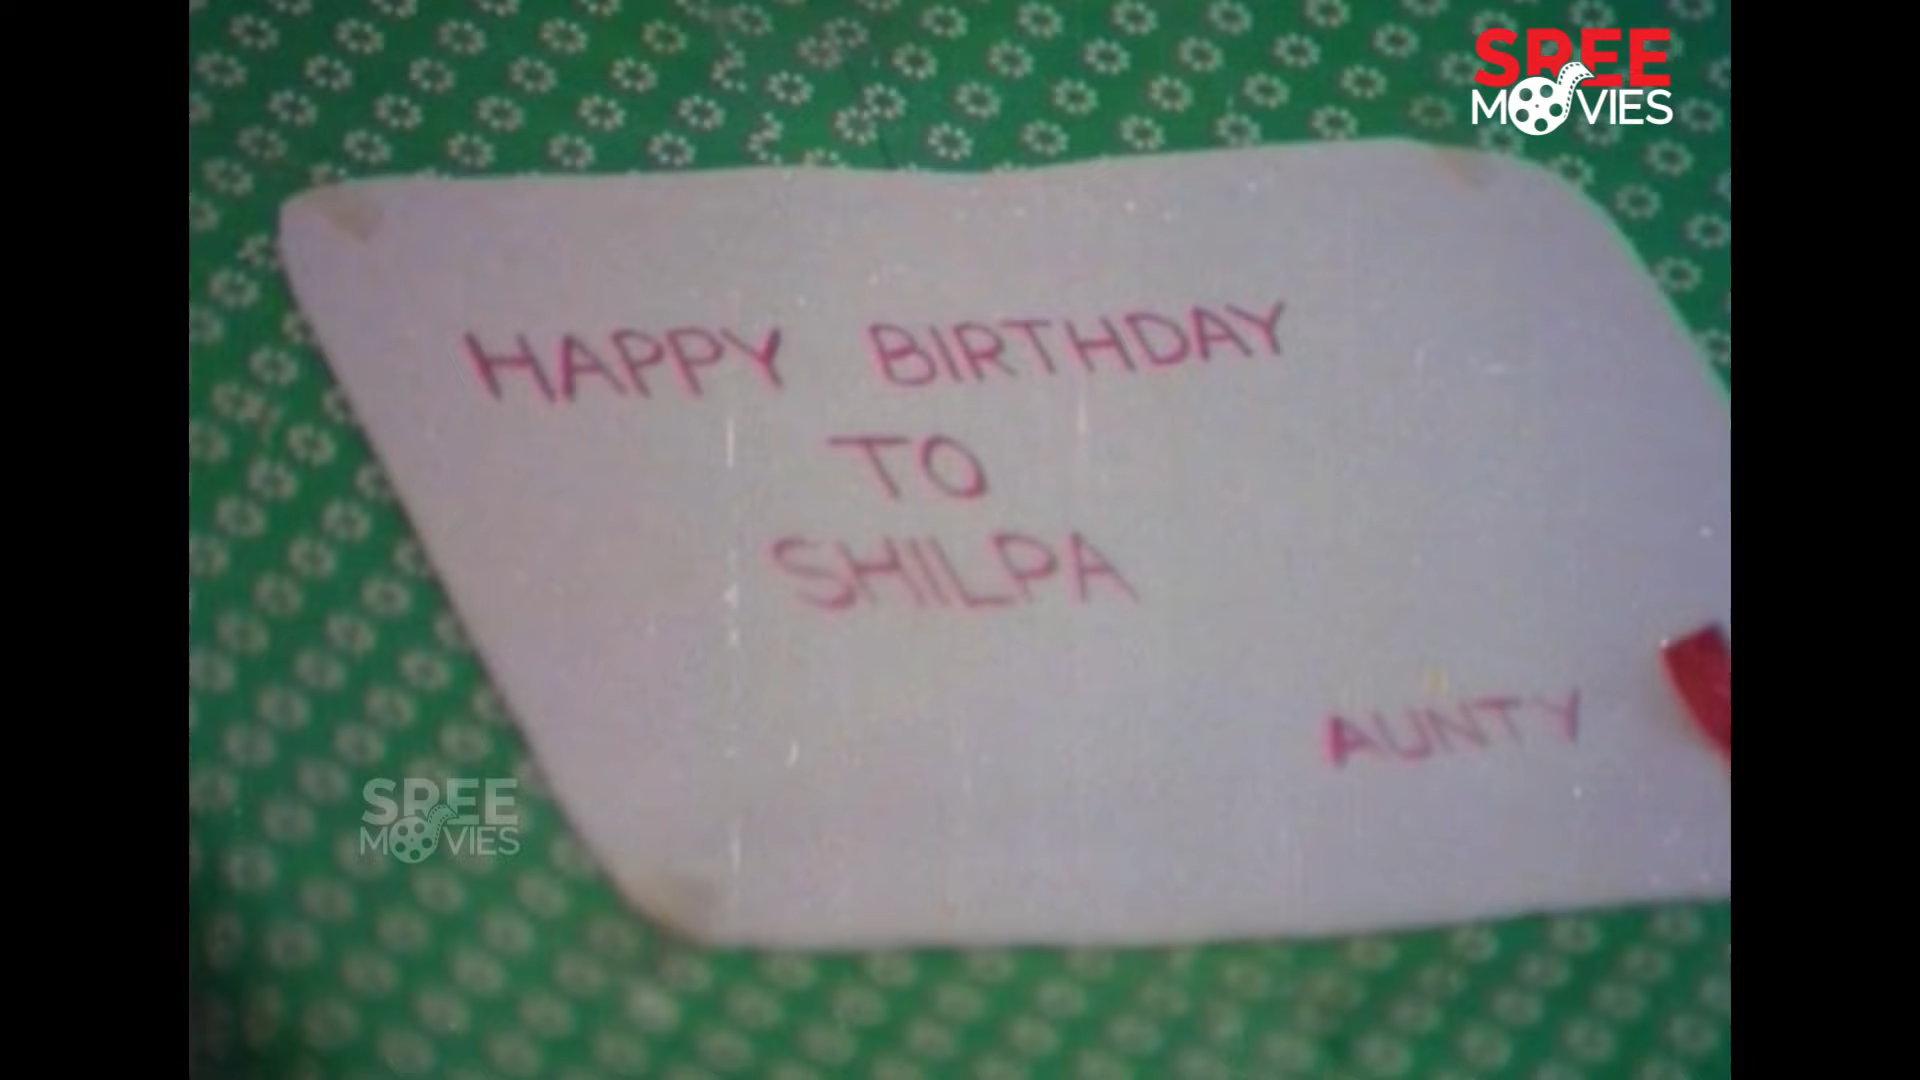 SREE
MOVIES
HAPPY BIRTHDAY
TO
SHILPA
AUNTY
SREE
MOVIES